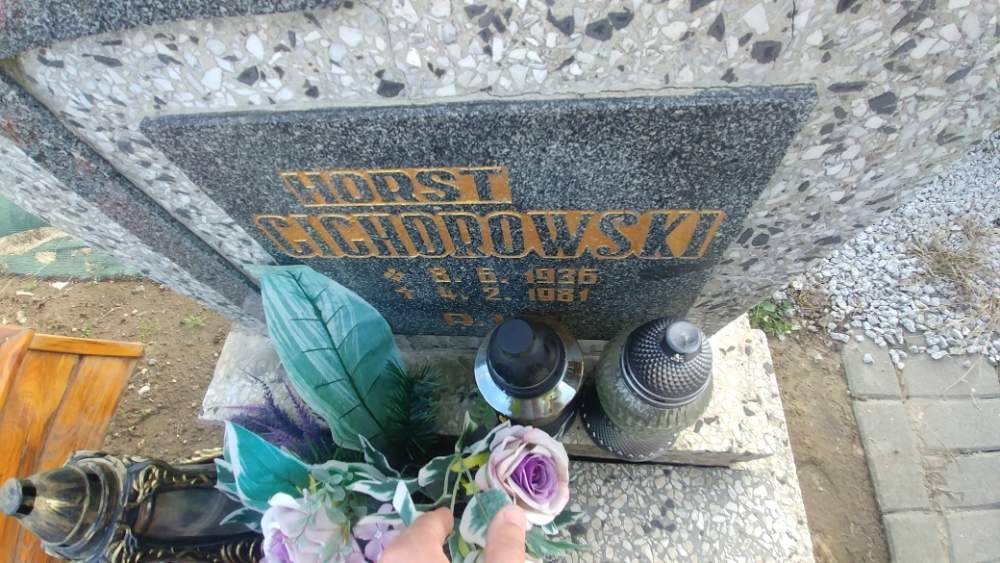 HORST
CICHOROWSKI
* 8. 6. 1936
† 4. 2. 1981